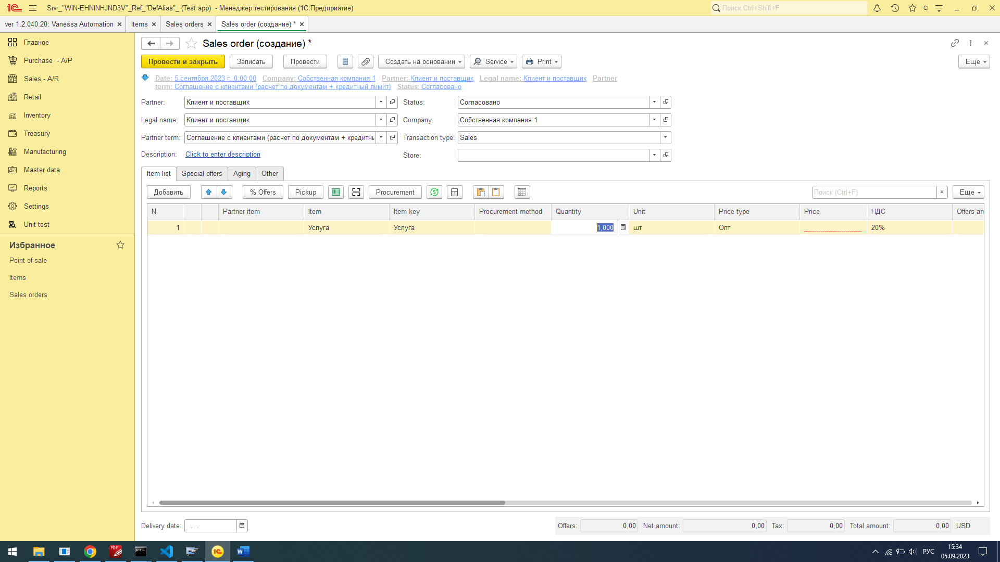 Srvr_"WIN-EHNINHJND3V"_Ref_"DefAlias"_ (Test app) - Менеджер тестирования (1С:Предприятие)
Поиск Ctrl+Shift+F
CI
ver 1.2.040.20: Vanessa Automation
Items
Sales orders
Sales order (создание) *
Главное
Purchase - A/P
Sales - A/R
Retail
Inventory
Treasury
Manufacturing
Master data
Reports
Settings
Unit test
Избранное
Point of sale
Items
Sales orders
Sales order (создание) *
Провести и закрыть
Записать
Провести
Создать на основании
Service
Print
Еще
Date: 5 сентября 2023 г. 0:00:00 Company: Собственная компания 1 Partner: Клиент и поставщик Legal name: Клиент и поставщик Partner
term: Соглашение с клиентами (расчет по документам + кредитный лимит) Status: Согласовано
Partner: Клиент и поставщик
Status: Согласовано
Legal name: Клиент и поставщик
Company: Собственная компания 1
Partner term: Соглашение с клиентами (расчет по документам + кредитны
Transaction type: Sales
Description: Click to enter description
Store:
Item list
Special offers
Aging
Other
Добавить
% Offers
Pickup
Procurement
Поиск (Ctrl+F)
Еще
N Partner item Item Item key Procurement method Quantity Unit Price type Price НДС Offers am
1 Услуга Услуга 1,000 шт Опт 20%
Delivery date: . .
Offers: 0,00 Net amount: 0,00 Tax: 0,00 Total amount: 0,00 USD
РУС
15:34
05.09.2023